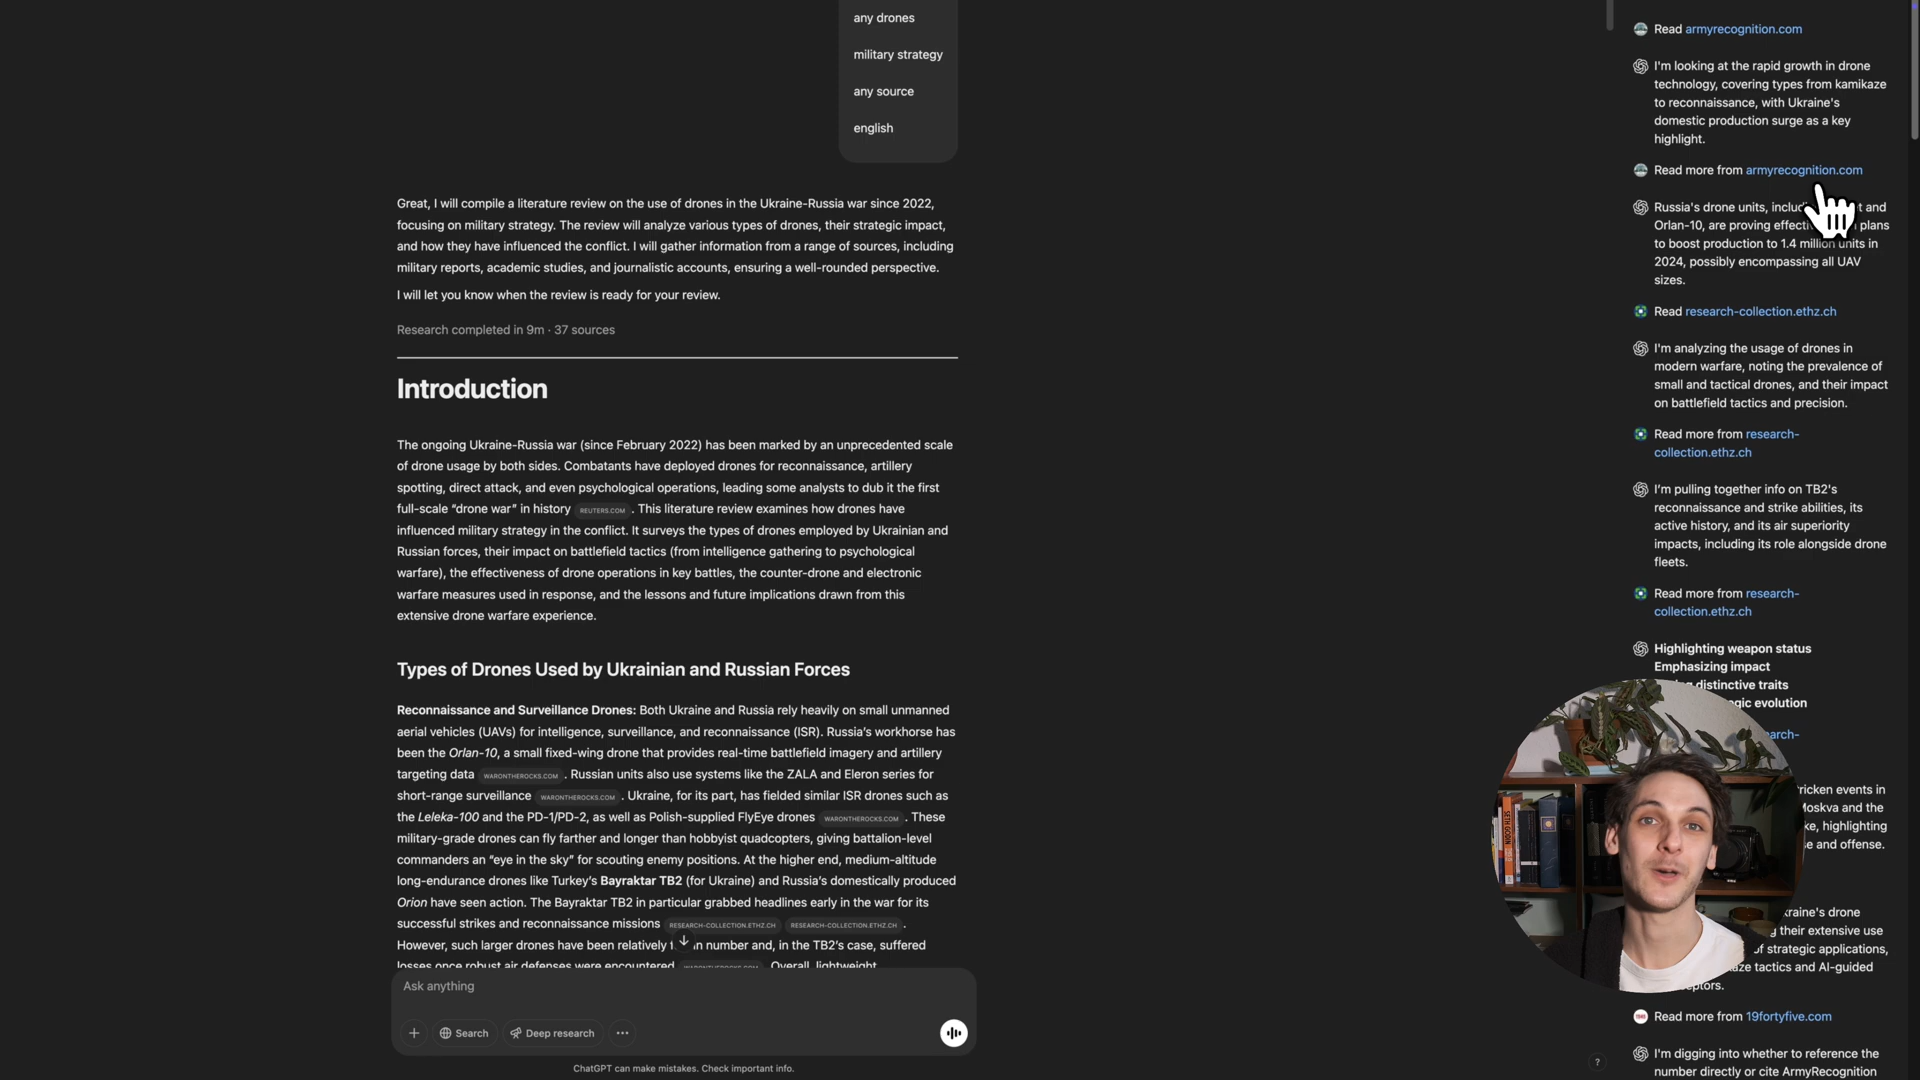 any drones
military strategy
any source
english
Great, I will compile a literature review on the use of drones in the Ukraine-Russia war since 2022,
focusing on military strategy. The review will analyze various types of drones, their strategic impact,
and how they have influenced the conflict. I will gather information from a range of sources, including
military reports, academic studies, and journalistic accounts, ensuring a well-rounded perspective.
I will let you know when the review is ready for your review.
Research completed in 9m · 37 sources
Introduction
The ongoing Ukraine-Russia war (since February 2022) has been marked by an unprecedented scale
of drone usage by both sides. Combatants have deployed drones for reconnaissance, artillery
spotting, direct attack, and even psychological operations, leading some analysts to dub it the first
full-scale “drone war” in history REUTERS.COM . This literature review examines how drones have
influenced military strategy in the conflict. It surveys the types of drones employed by Ukrainian and
Russian forces, their impact on battlefield tactics (from intelligence gathering to psychological
warfare), the effectiveness of drone operations in key battles, the counter-drone and electronic
warfare measures used in response, and the lessons and future implications drawn from this
extensive drone warfare experience.
Types of Drones Used by Ukrainian and Russian Forces
Reconnaissance and Surveillance Drones: Both Ukraine and Russia rely heavily on small unmanned
aerial vehicles (UAVs) for intelligence, surveillance, and reconnaissance (ISR). Russia’s workhorse has
been the Orlan-10, a small fixed-wing drone that provides real-time battlefield imagery and artillery
targeting data WARONTHEROCKS.COM . Russian units also use systems like the ZALA and Eleron series for
short-range surveillance WARONTHEROCKS.COM . Ukraine, for its part, has fielded similar ISR drones such as
the Leleka-100 and the PD-1/PD-2, as well as Polish-supplied FlyEye drones WARONTHEROCKS.COM . These
military-grade drones can fly farther and longer than hobbyist quadcopters, giving battalion-level
commanders an “eye in the sky” for scouting enemy positions. At the higher end, medium-altitude
long-endurance drones like Turkey’s Bayraktar TB2 (for Ukraine) and Russia’s domestically produced
Orion have seen action. The Bayraktar TB2 in particular grabbed headlines early in the war for its
successful strikes and reconnaissance missions RESEARCH-COLLECTION.ETHZ.CH RESEARCH-COLLECTION.ETHZ.CH .
However, such larger drones have been relatively in number and, in the TB2’s case, suffered
losses once robust air defenses were encountered WARONTHEROCKS.COM . Overall, lightweight
Ask anything
Search
Deep research
ChatGPT can make mistakes. Check important info.
?
Read armyrecognition.com
I'm looking at the rapid growth in drone
technology, covering types from kamikaze
to reconnaissance, with Ukraine's
domestic production surge as a key
highlight.
Read more from armyrecognition.com
Russia's drone units, and
Orlan-10, are proving plans
to boost production to 1.4 million units in
2024, possibly encompassing all UAV
sizes.
Read research-collection.ethz.ch
I'm analyzing the usage of drones in
modern warfare, noting the prevalence of
small and tactical drones, and their impact
on battlefield tactics and precision.
Read more from research-
collection.ethz.ch
I’m pulling together info on TB2's
reconnaissance and strike abilities, its
active history, and its air superiority
impacts, including its role alongside drone
fleets.
Read more from research-
collection.ethz.ch
Highlighting weapon status
Emphasizing impact
distinctive traits
evolution
events in
Moskva and the
highlighting
and offense.
drone
their extensive use
of strategic applications,
tactics and AI-guided
Read more from 19fortyfive.com
I'm digging into whether to reference the
number directly or cite ArmyRecognition
SETH GODIN